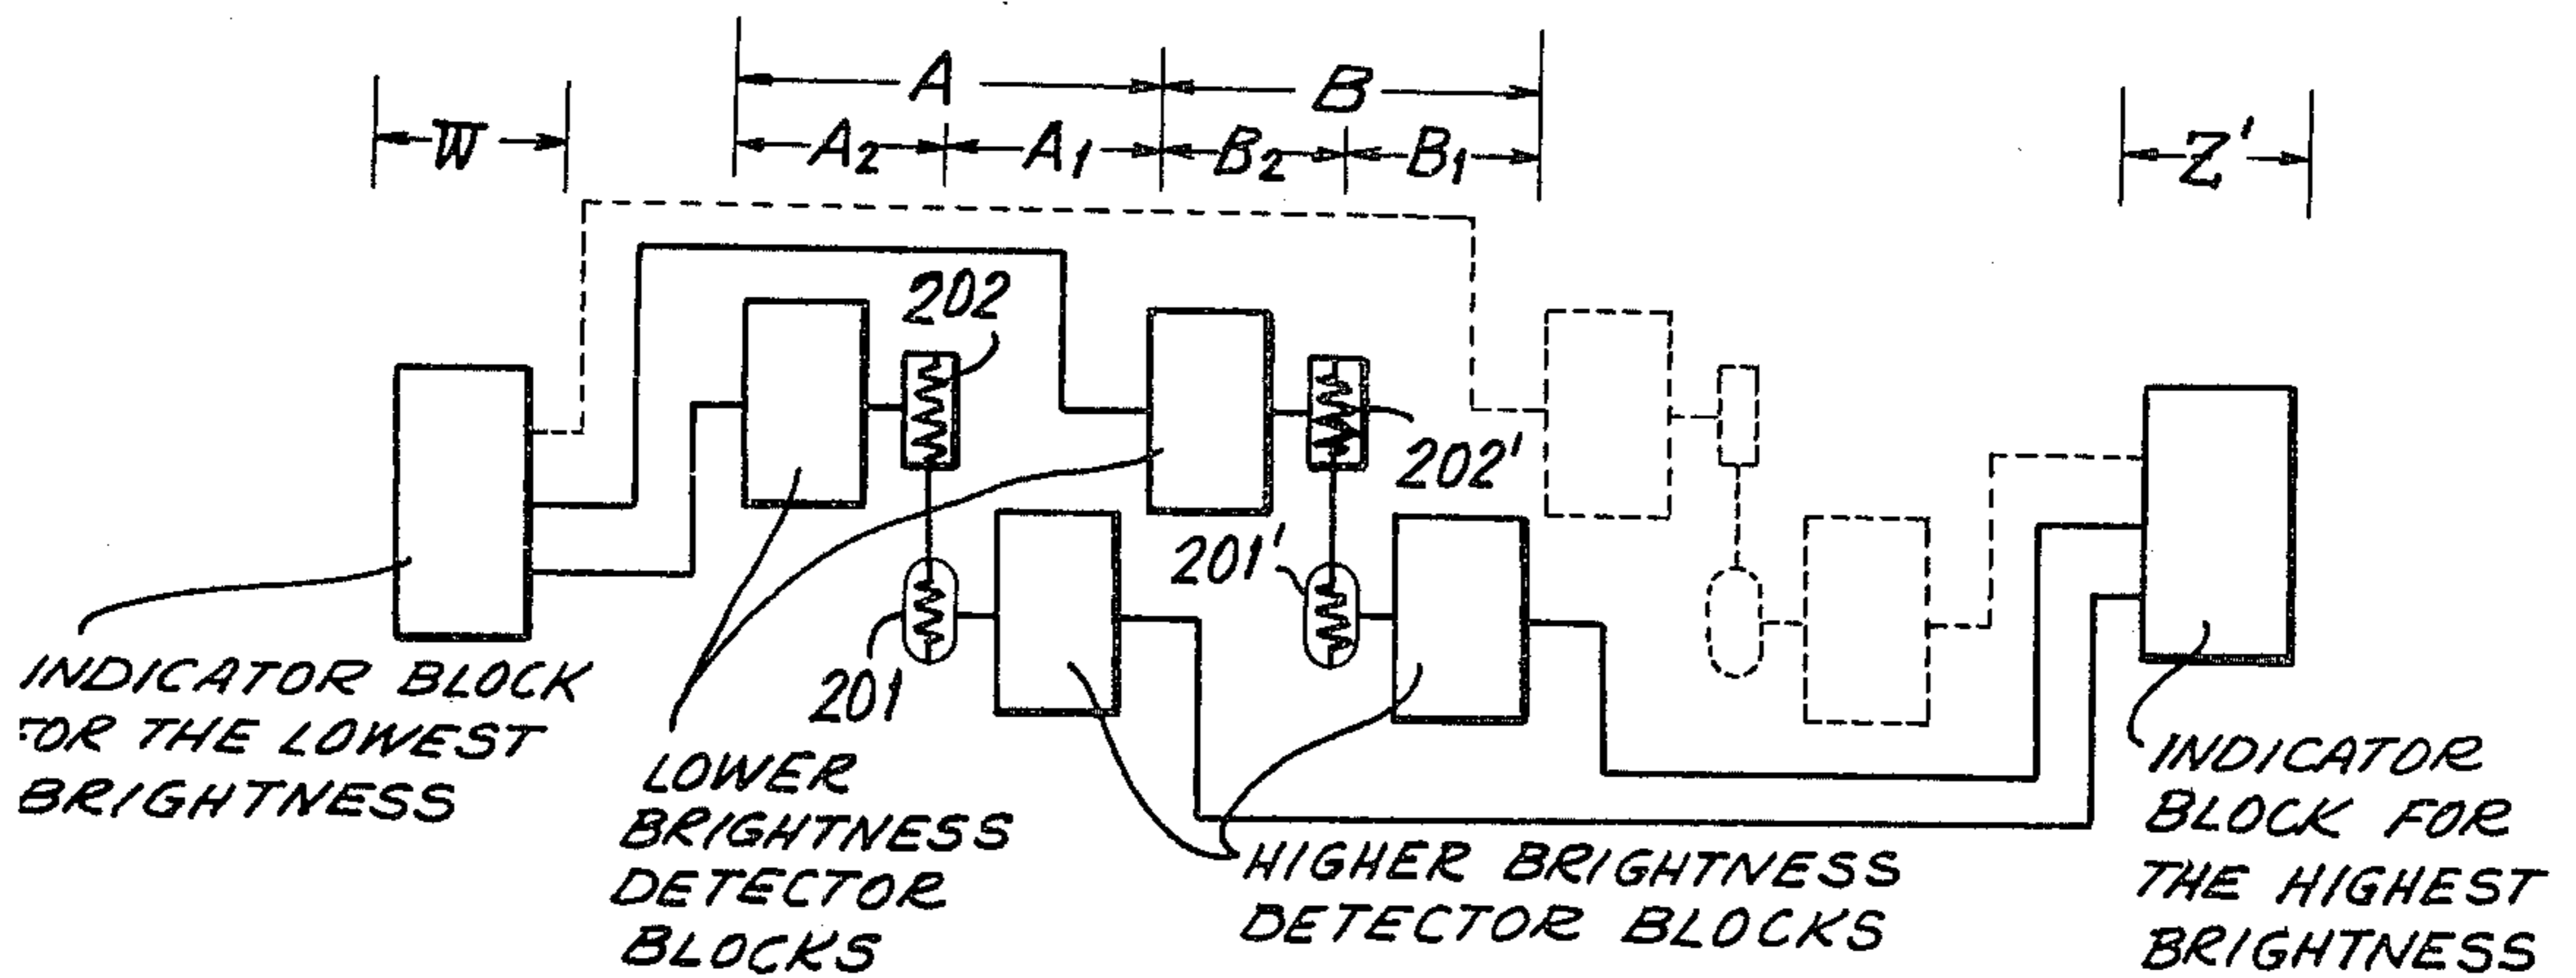 A B
W A2 A1 B2 B1 Z'
202
202'
201'
201
INDICATOR BLOCK
FOR THE LOWEST
BRIGHTNESS
LOWER
BRIGHTNESS
DETECTOR
BLOCKS
HIGHER BRIGHTNESS
DETECTOR BLOCKS
INDICATOR
BLOCK FOR
THE HIGHEST
BRIGHTNESS